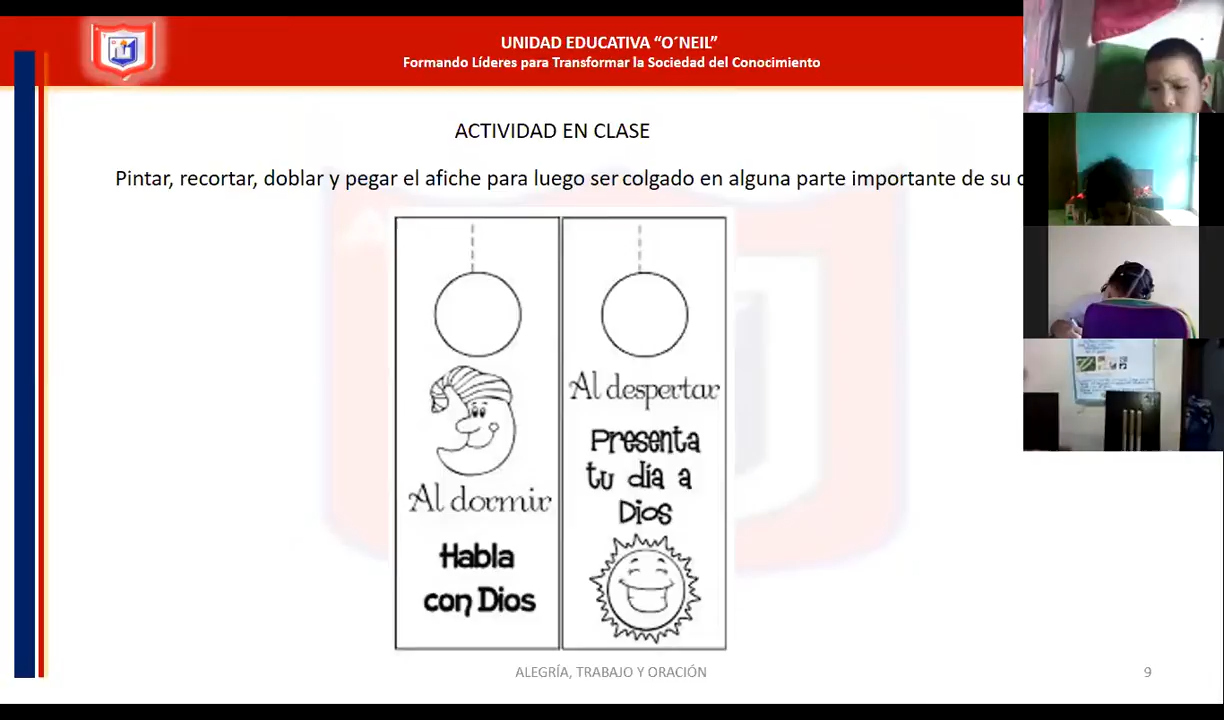 UNIDAD EDUCATIVA “O´NEIL”
Formando Líderes para Transformar la Sociedad del Conocimiento
ACTIVIDAD EN CLASE
Pintar, recortar, doblar y pegar el afiche para luego ser colgado en alguna parte importante de su
Al dormir
Habla
con Dios
Al despertar
Presenta
tu día a
Dios
ALEGRÍA, TRABAJO Y ORACIÓN
9